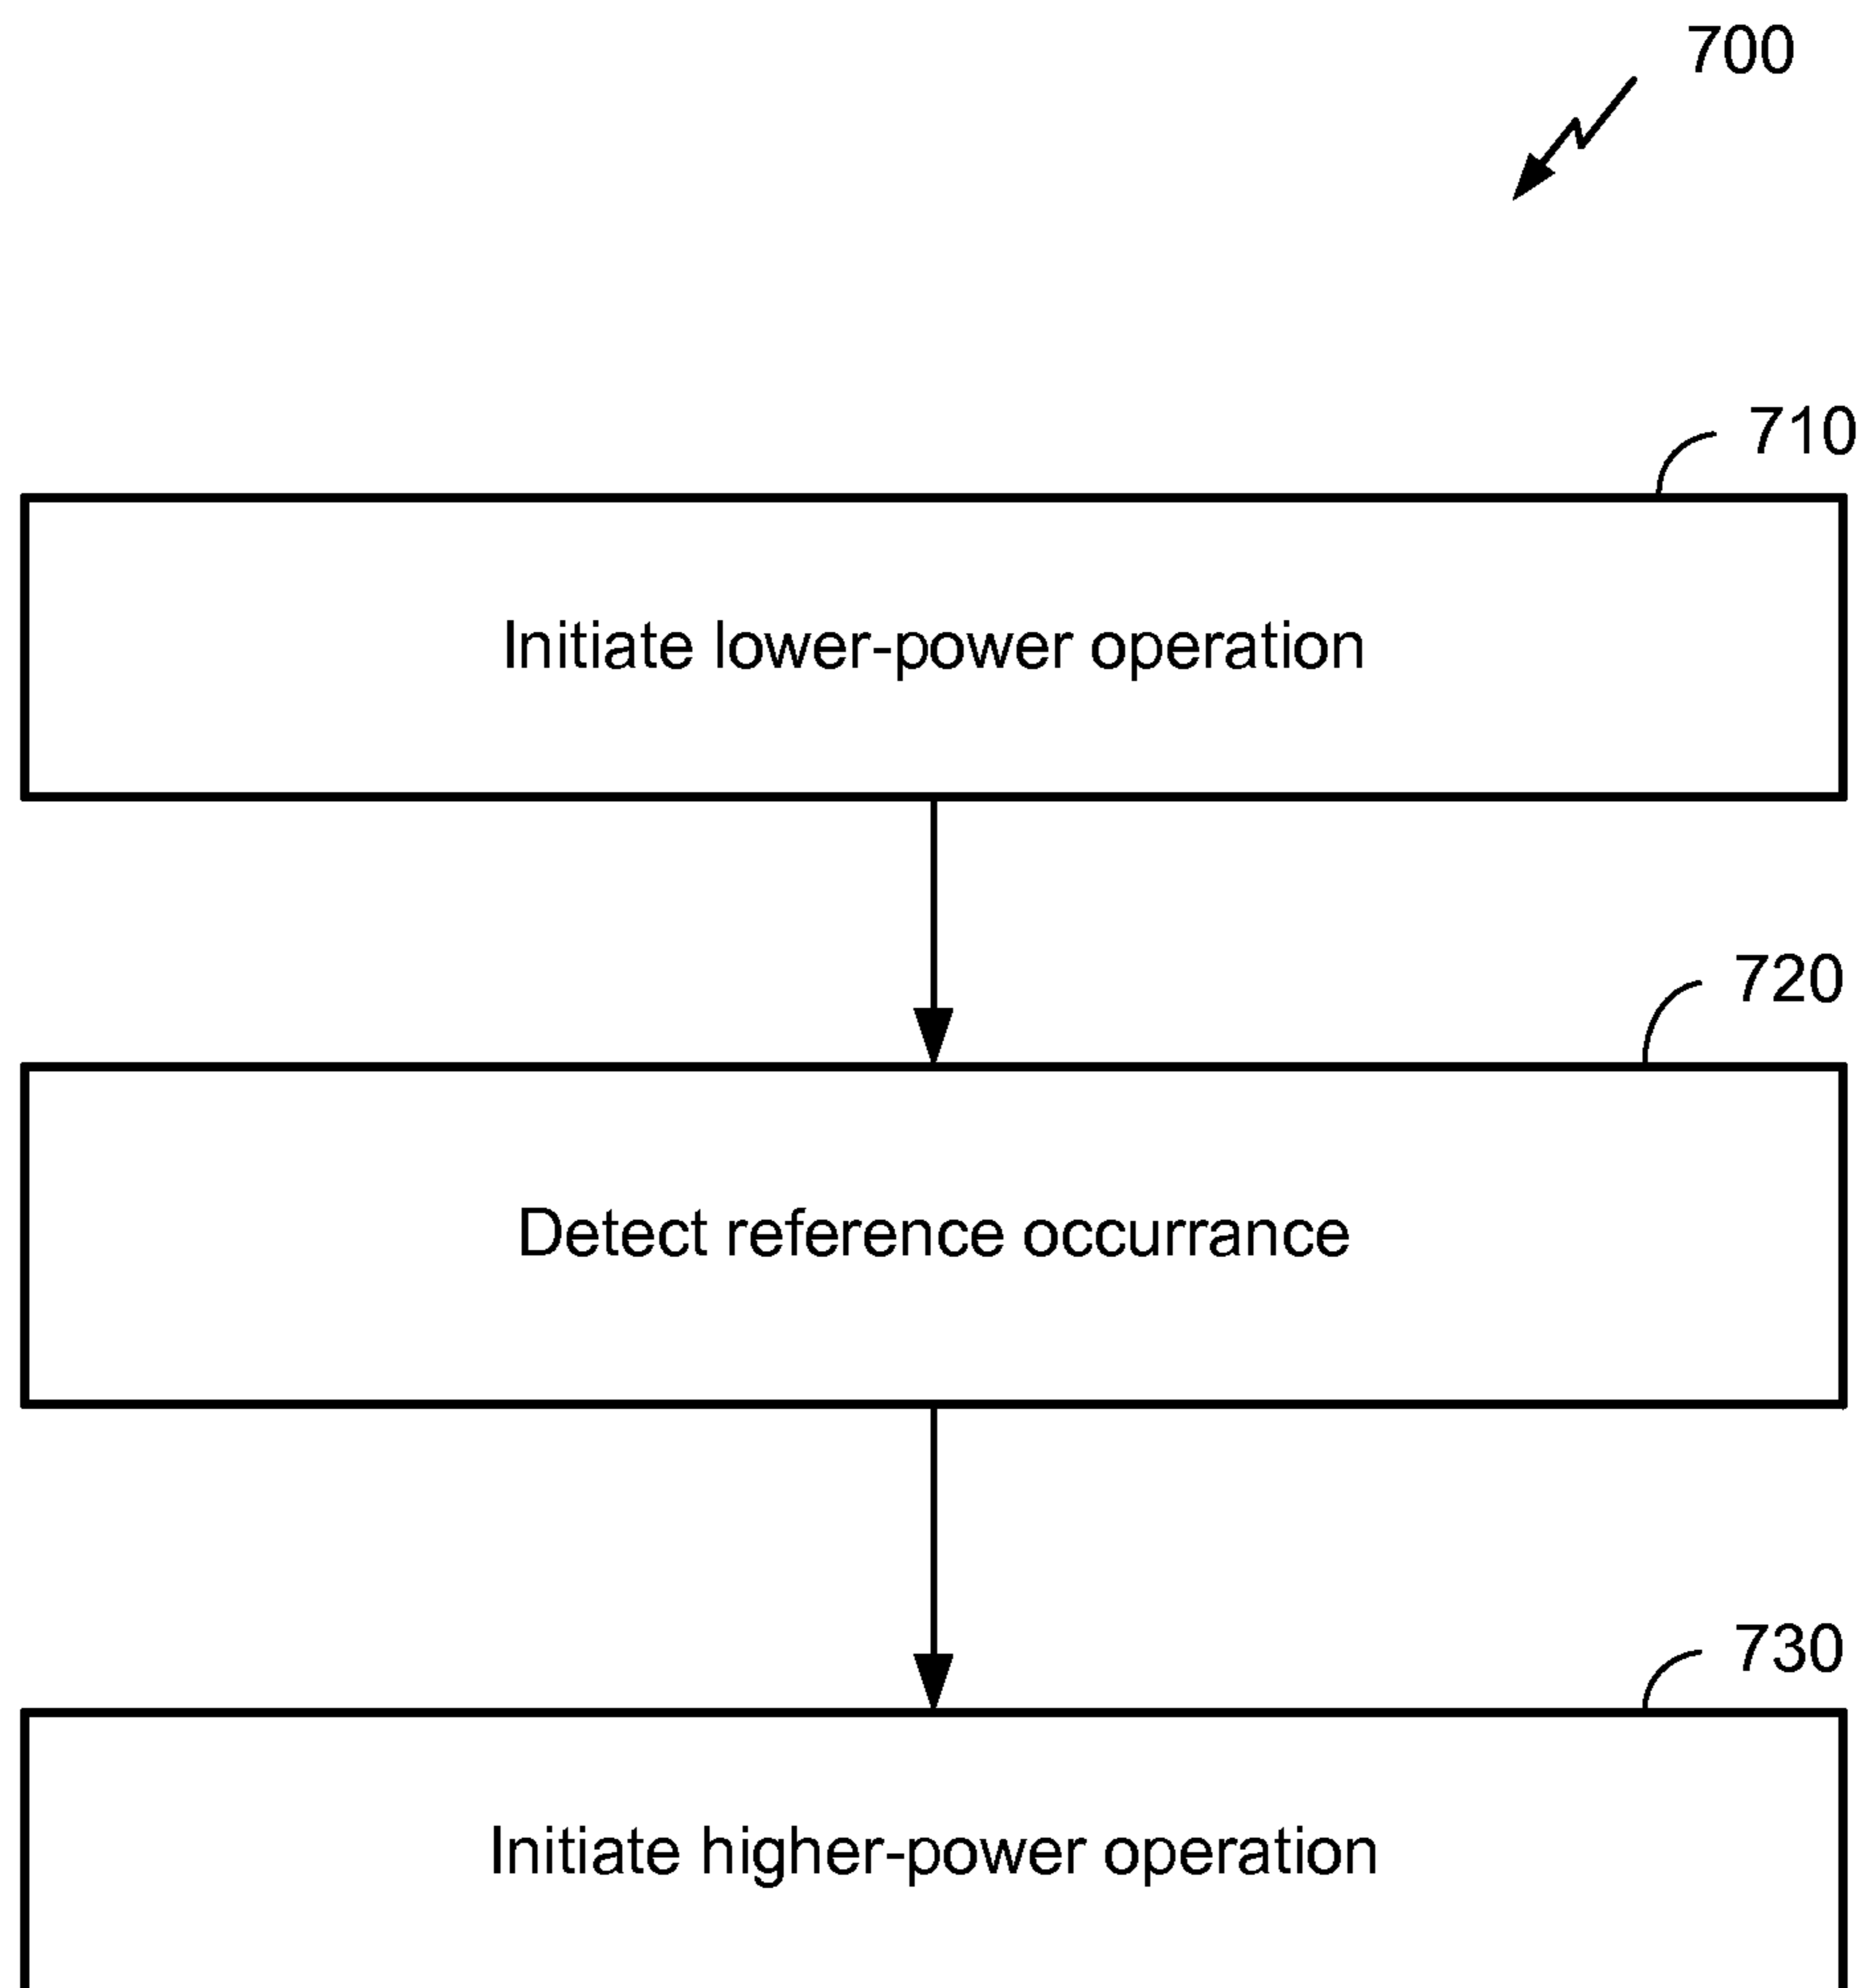 700
710
Initiate lower-power operation
720
Detect reference occurrance
730
Initiate higher-power operation